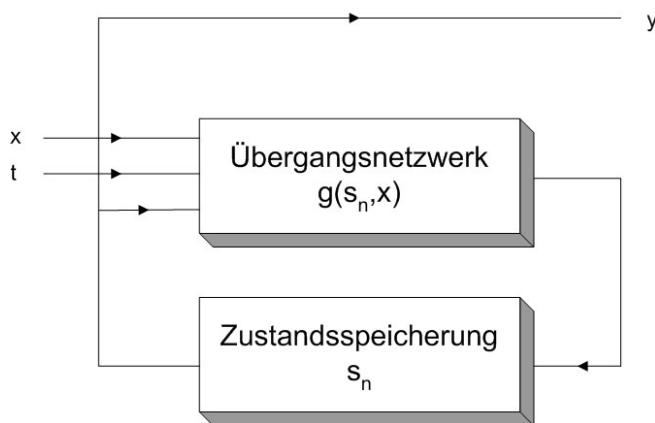 y
x
t
Übergangsnetzwerk
g(sₙ,x)
Zustandsspeicherung
sₙ